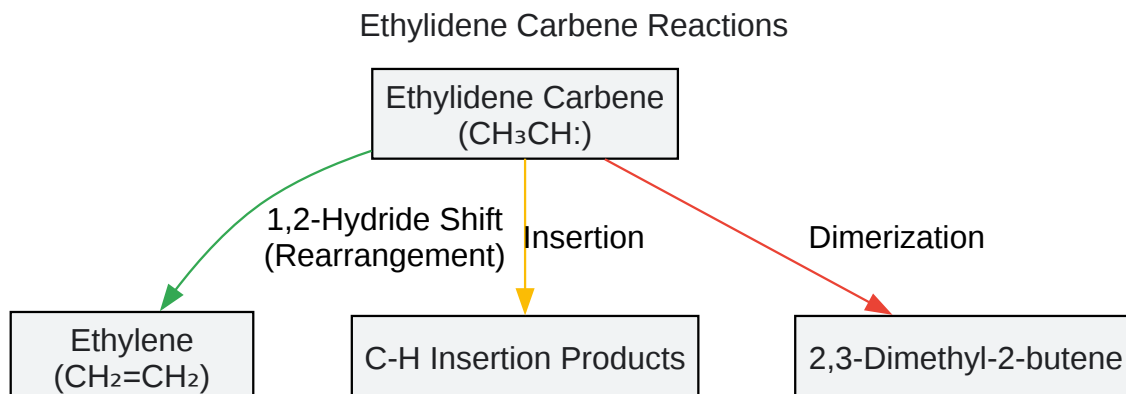 Ethylidene Carbene Reactions
Ethylidene Carbene
(CH₃CH:)
1,2-Hydride Shift
(Rearrangement)
Insertion
Dimerization
Ethylene
(CH₂=CH₂)
C-H Insertion Products
2,3-Dimethyl-2-butene